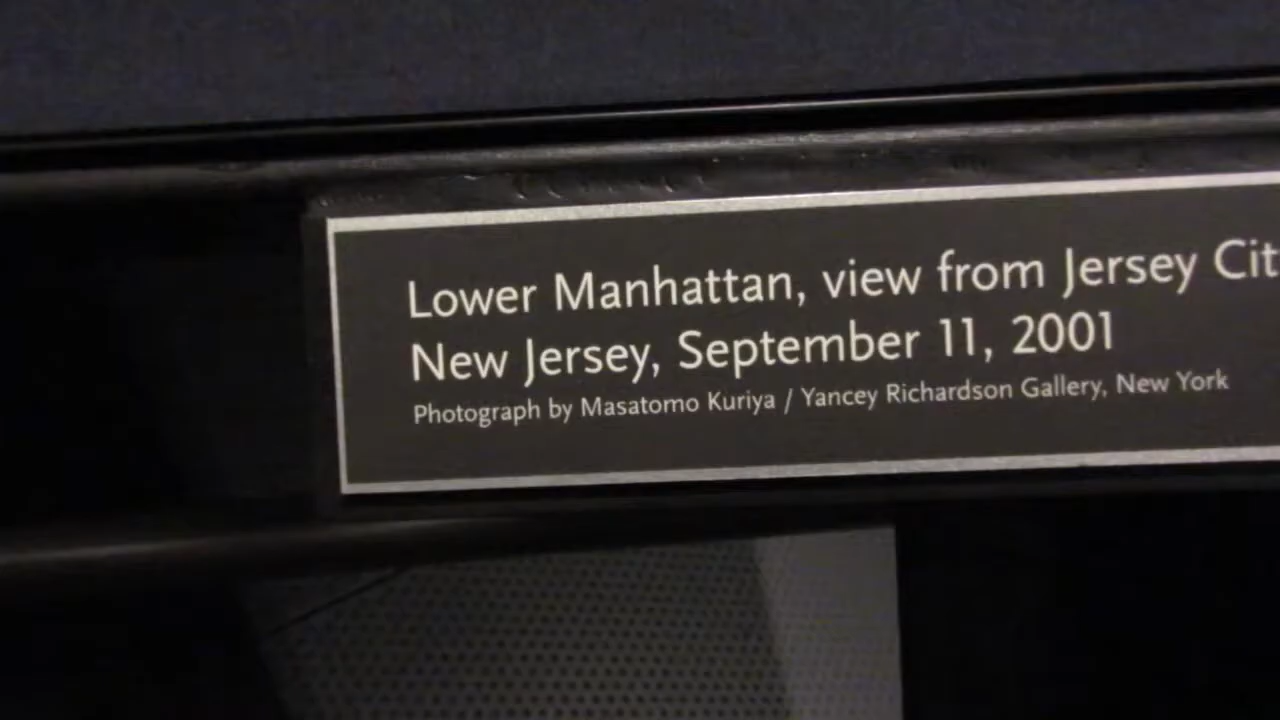 Lower Manhattan, view from Jersey Cit
New Jersey, September 11, 2001
Photograph by Masatomo Kuriya / Yancey Richardson Gallery, New York